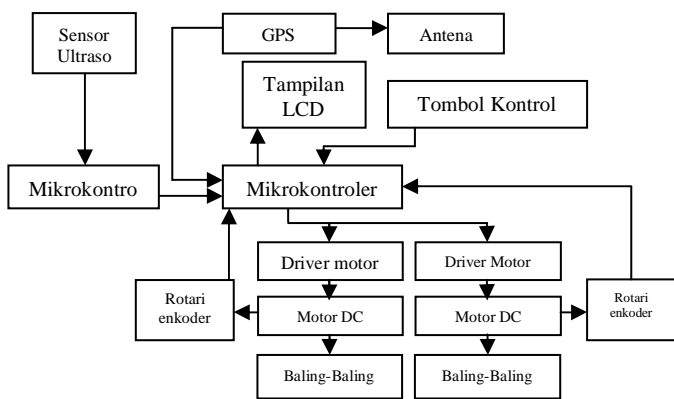 Sensor
Ultraso
GPS
Antena
Tampilan
LCD
Tombol Kontrol
Mikrokontro
Mikrokontroler
Driver motor
Driver Motor
Rotari
enkoder
Motor DC
Motor DC
Rotari
enkoder
Baling-Baling
Baling-Baling